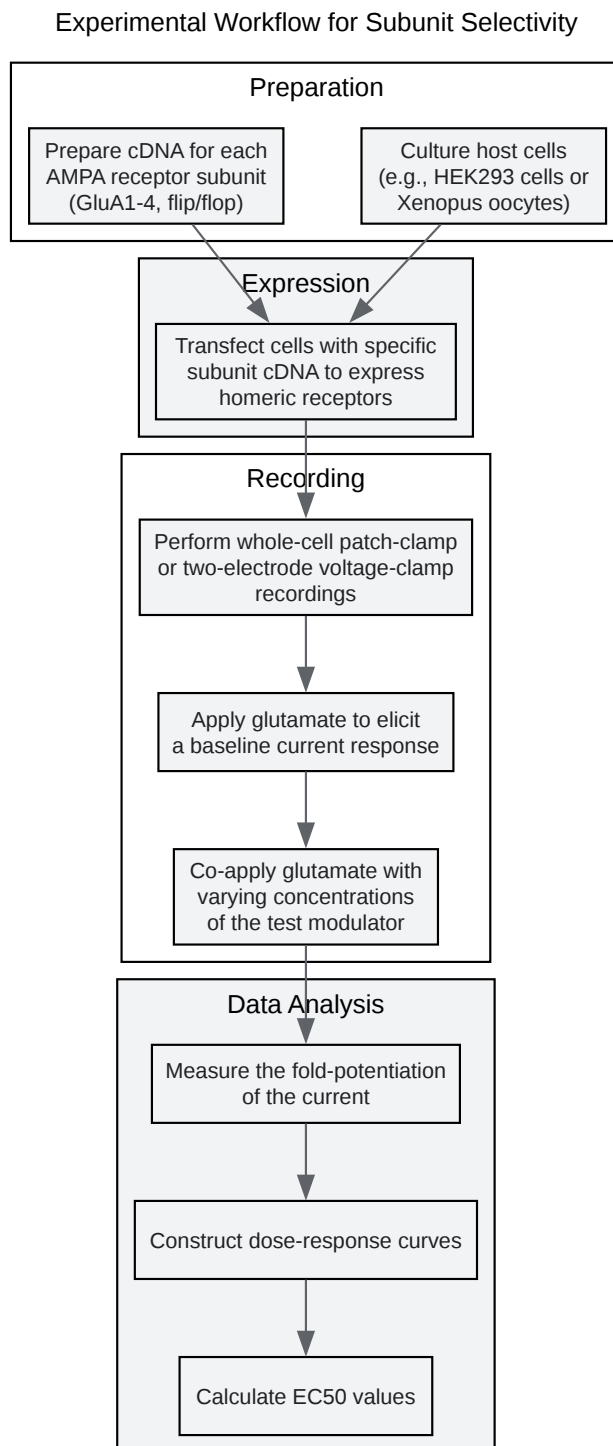 Experimental Workflow for Subunit Selectivity
Preparation
Prepare cDNA for each
AMPA receptor subunit
(GluA1-4, flip/flop)
Culture host cells
(e.g., HEK293 cells or
Xenopus oocytes)
Expression
Transfect cells with specific
subunit cDNA to express
homeric receptors
Recording
Perform whole-cell patch-clamp
or two-electrode voltage-clamp
recordings
Apply glutamate to elicit
a baseline current response
Co-apply glutamate with
varying concentrations
of the test modulator
Data Analysis
Measure the fold-potentiation
of the current
Construct dose-response curves
Calculate EC50 values